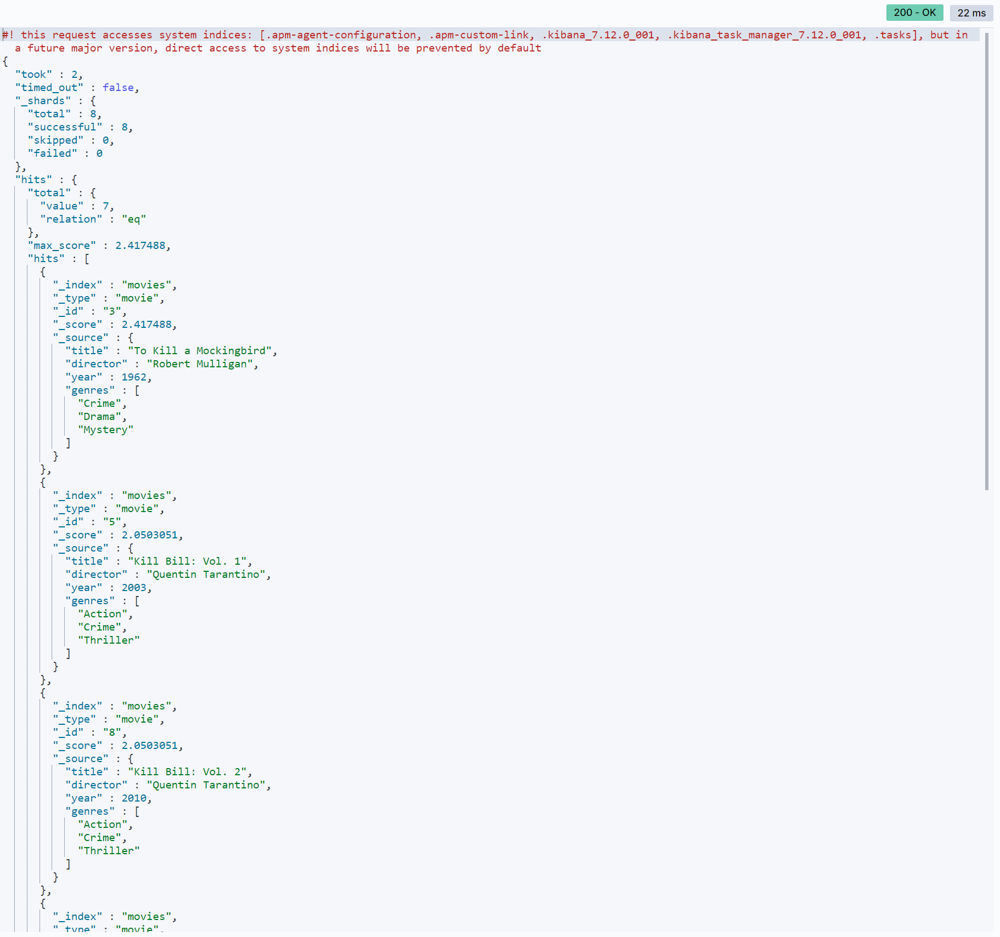 200 - OK 22 ms
#! this request accesses system indices: [.apm-agent-configuration, .apm-custom-link, .kibana_7.12.0_001, .kibana_task_manager_7.12.0_001, .tasks], but in
a future major version, direct access to system indices will be prevented by default
{
"took" : 2,
"timed_out" : false,
"_shards" : {
"total" : 8,
"successful" : 8,
"skipped" : 0,
"failed" : 0
},
"hits" : {
"total" : {
"value" : 7,
"relation" : "eq"
},
"max_score" : 2.417488,
"hits" : [
{
"_index" : "movies",
"_type" : "movie",
"_id" : "3",
"_score" : 2.417488,
"_source" : {
"title" : "To Kill a Mockingbird",
"director" : "Robert Mulligan",
"year" : 1962,
"genres" : [
"Crime",
"Drama",
"Mystery"
]
}
},
{
"_index" : "movies",
"_type" : "movie",
"_id" : "5",
"_score" : 2.0503051,
"_source" : {
"title" : "Kill Bill: Vol. 1",
"director" : "Quentin Tarantino",
"year" : 2003,
"genres" : [
"Action",
"Crime",
"Thriller"
]
}
},
{
"_index" : "movies",
"_type" : "movie",
"_id" : "8",
"_score" : 2.0503051,
"_source" : {
"title" : "Kill Bill: Vol. 2",
"director" : "Quentin Tarantino",
"year" : 2010,
"genres" : [
"Action",
"Crime",
"Thriller"
]
}
},
{
"_index" : "movies",
"_type" : "movie",